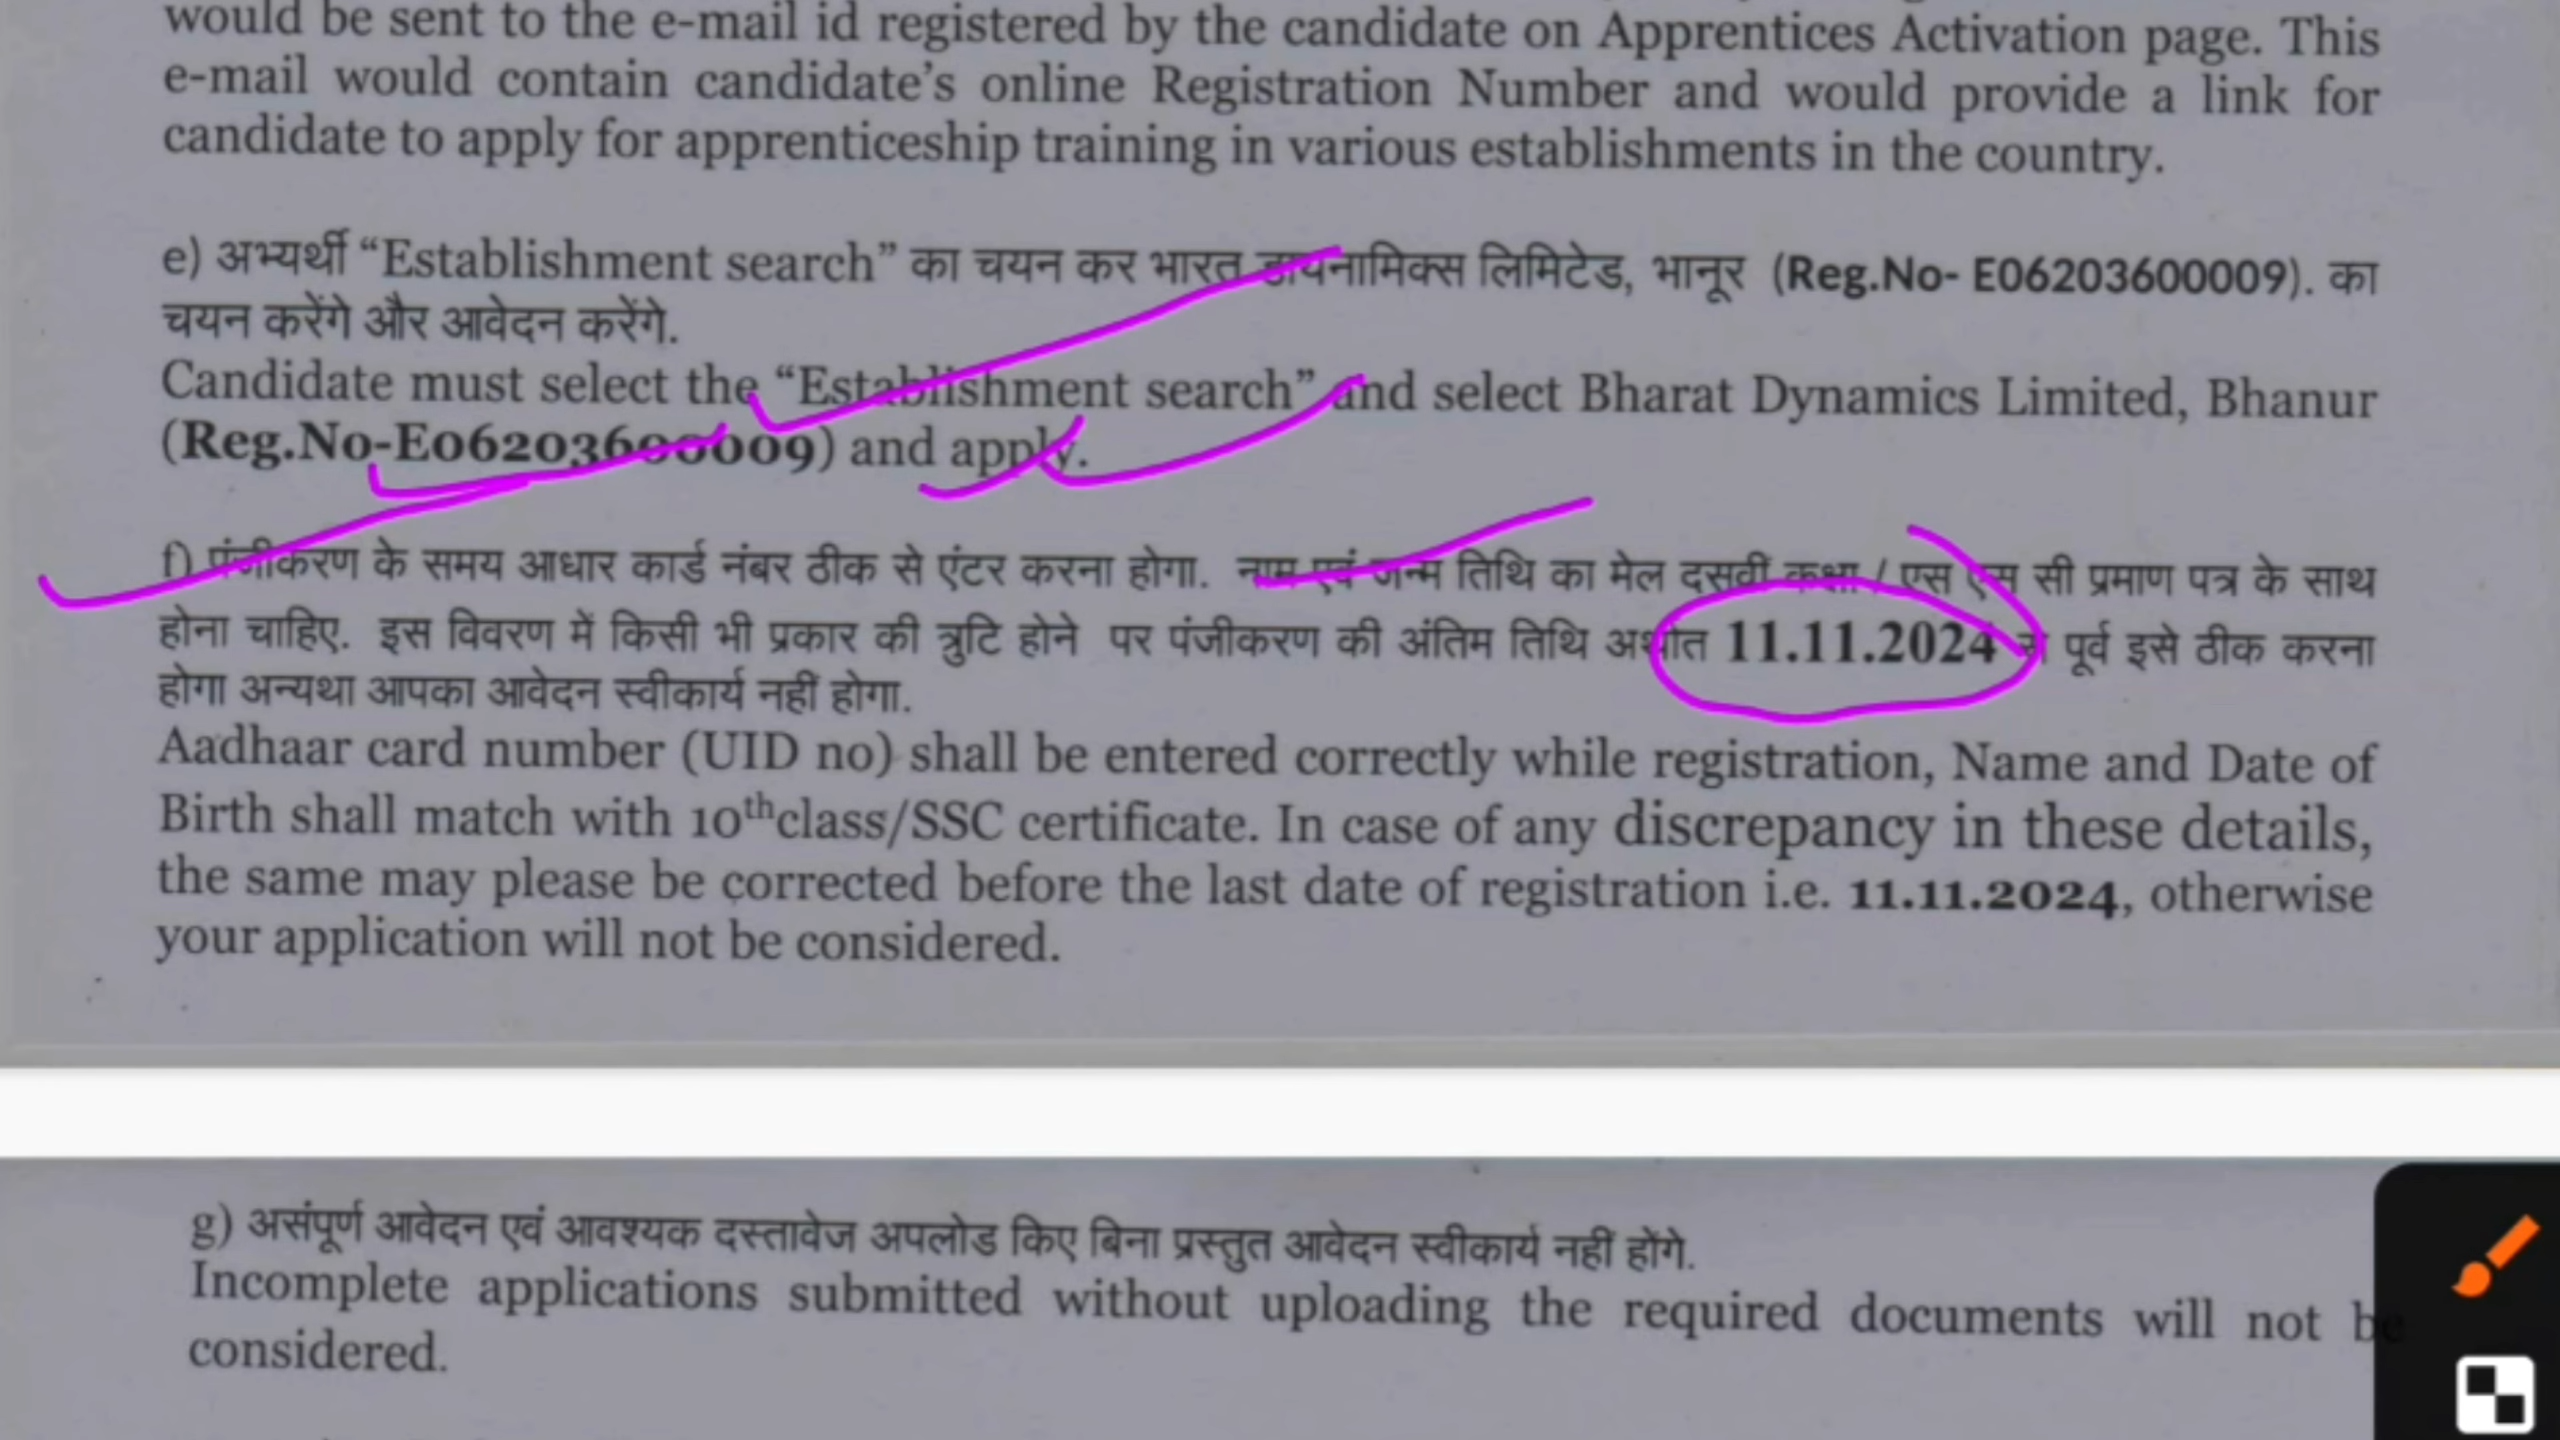 would be sent to the e-mail id registered by the candidate on Apprentices Activation page. This
e-mail would contain candidate’s online Registration Number and would provide a link for
candidate to apply for apprenticeship training in various establishments in the country.
e) अभ्यर्थी “Establishment search” का चयन कर भारत डायनामिक्स लिमिटेड, भानूर (Reg.No- E06203600009). का
चयन करेंगे और आवेदन करेंगे.
Candidate must select the “Establishment search” and select Bharat Dynamics Limited, Bhanur
(Reg.No-E06203600009) and apply.
f) पंजीकरण के समय आधार कार्ड नंबर ठीक से एंटर करना होगा. नाम एवं जन्म तिथि का मेल दसवी कक्षा / एस एस सी प्रमाण पत्र के साथ
होना चाहिए. इस विवरण में किसी भी प्रकार की त्रुटि होने पर पंजीकरण की अंतिम तिथि अर्थात 11.11.2024 से पूर्व इसे ठीक करना
होगा अन्यथा आपका आवेदन स्वीकार्य नहीं होगा.
Aadhaar card number (UID no) shall be entered correctly while registration, Name and Date of
Birth shall match with 10thclass/SSC certificate. In case of any discrepancy in these details,
the same may please be corrected before the last date of registration i.e. 11.11.2024, otherwise
your application will not be considered.
g) असंपूर्ण आवेदन एवं आवश्यक दस्तावेज अपलोड किए बिना प्रस्तुत आवेदन स्वीकार्य नहीं होंगे.
Incomplete applications submitted without uploading the required documents will not be
considered.